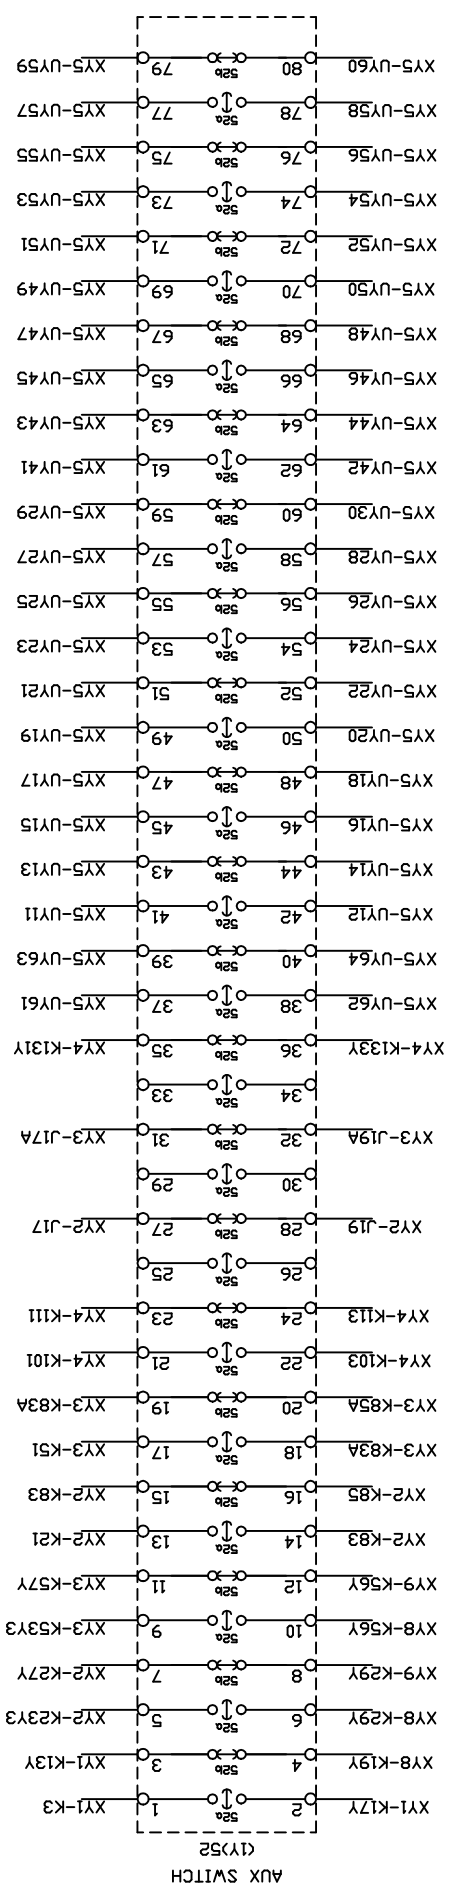 AUX SWITCH
(1Y)52
XY1-K17Y 2 52a 1 XY1-K3
XY8-K19Y 4 52b 3 XY1-K13Y
XY8-K29Y 6 52a 5 XY2-K23Y3
XY9-K29Y 8 52b 7 XY2-K27Y
XY8-K56Y 10 52a 9 XY3-K53Y3
XY9-K56Y 12 52b 11 XY3-K57Y
XY2-K83 14 52a 13 XY2-K21
XY2-K85 16 52b 15 XY2-K83
XY3-K83A 18 52a 17 XY3-K51
XY3-K85A 20 52b 19 XY3-K83A
XY4-K103 22 52a 21 XY4-K101
XY4-K113 24 52b 23 XY4-K111
26 52a 25
XY2-J19 28 52b 27 XY2-J17
30 52a 29
XY3-J19A 32 52b 31 XY3-J17A
34 52a 33
XY4-K133Y 36 52b 35 XY4-K131Y
XY5-UY62 38 52a 37 XY5-UY61
XY5-UY64 40 52b 39 XY5-UY63
XY5-UY12 42 52a 41 XY5-UY11
XY5-UY14 44 52b 43 XY5-UY13
XY5-UY16 46 52a 45 XY5-UY15
XY5-UY18 48 52b 47 XY5-UY17
XY5-UY20 50 52a 49 XY5-UY19
XY5-UY22 52 52b 51 XY5-UY21
XY5-UY24 54 52a 53 XY5-UY23
XY5-UY26 56 52b 55 XY5-UY25
XY5-UY28 58 52a 57 XY5-UY27
XY5-UY30 60 52b 59 XY5-UY29
XY5-UY42 62 52a 61 XY5-UY41
XY5-UY44 64 52b 63 XY5-UY43
XY5-UY46 66 52a 65 XY5-UY45
XY5-UY48 68 52b 67 XY5-UY47
XY5-UY50 70 52a 69 XY5-UY49
XY5-UY52 72 52b 71 XY5-UY51
XY5-UY54 74 52a 73 XY5-UY53
XY5-UY56 76 52b 75 XY5-UY55
XY5-UY58 78 52a 77 XY5-UY57
XY5-UY60 80 52b 79 XY5-UY59